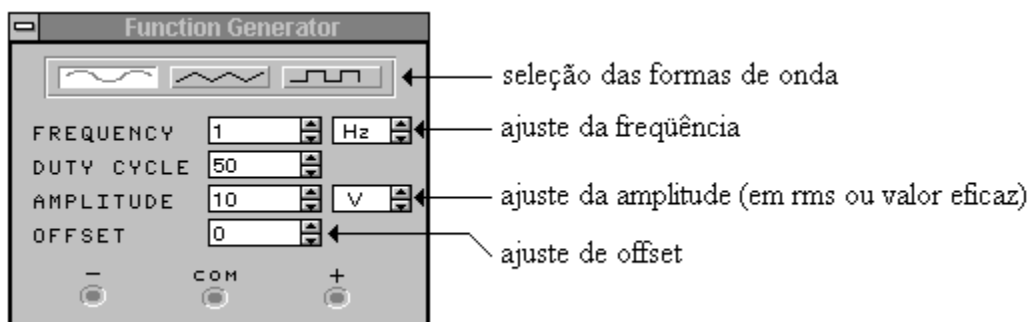 Function Generator
seleção das formas de onda
FREQUENCY 1 Hz ajuste da freqüência
DUTY CYCLE 50
AMPLITUDE 10 V ajuste da amplitude (em rms ou valor eficaz)
OFFSET 0 ajuste de offset
− COM +